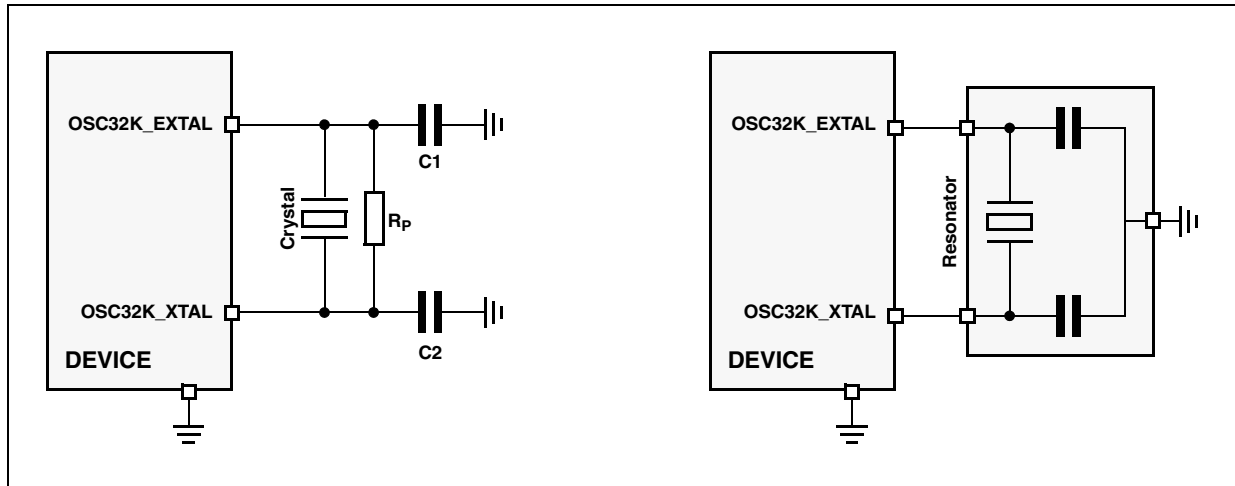 OSC32K_EXTAL
C1
Crystal
RP
OSC32K_XTAL
C2
DEVICE
OSC32K_EXTAL
Resonator
OSC32K_XTAL
DEVICE